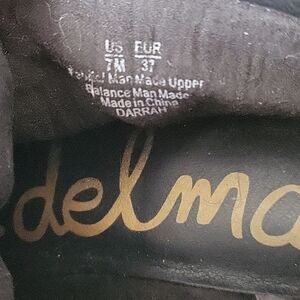 US EUR
7M 37
Man Made Upper
Balance Man Made
Made in China
DARRAH
delma